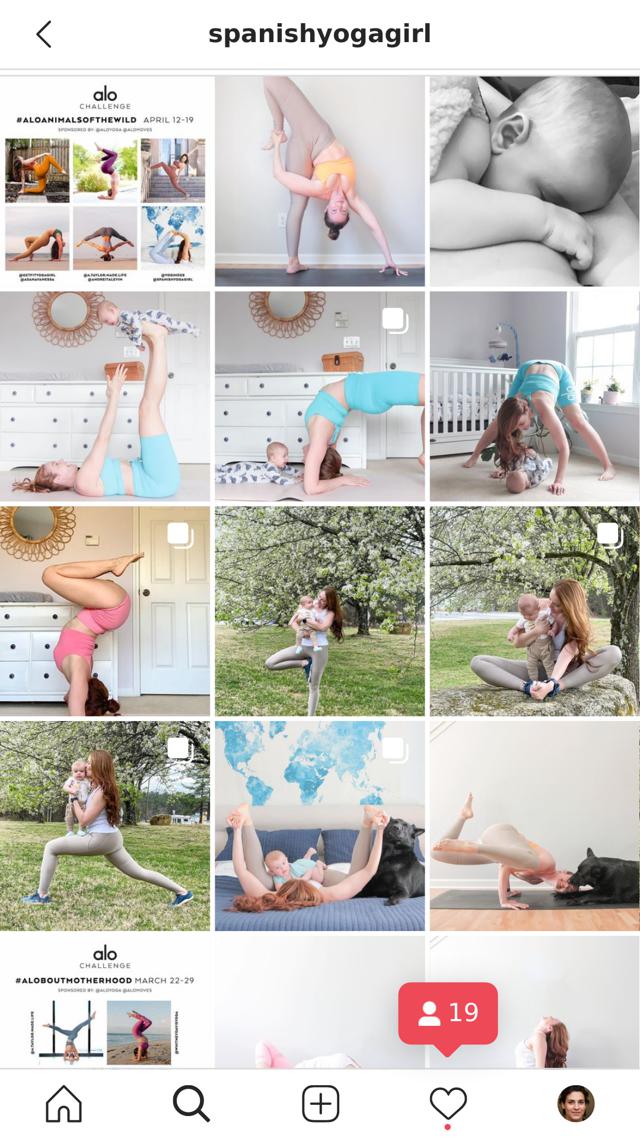 spanishyogagirl
alo
CHALLENGE
#ALOANIMALSOFTHEWILD APRIL 12-19
SPONSORED BY: @ALOYOGA @ALOMOVES
alo
CHALLENGE
#ALOBOUTMOTHERHOOD MARCH 22-29
SPONSORED BY: @ALOYOGA @ALOMOVES
19